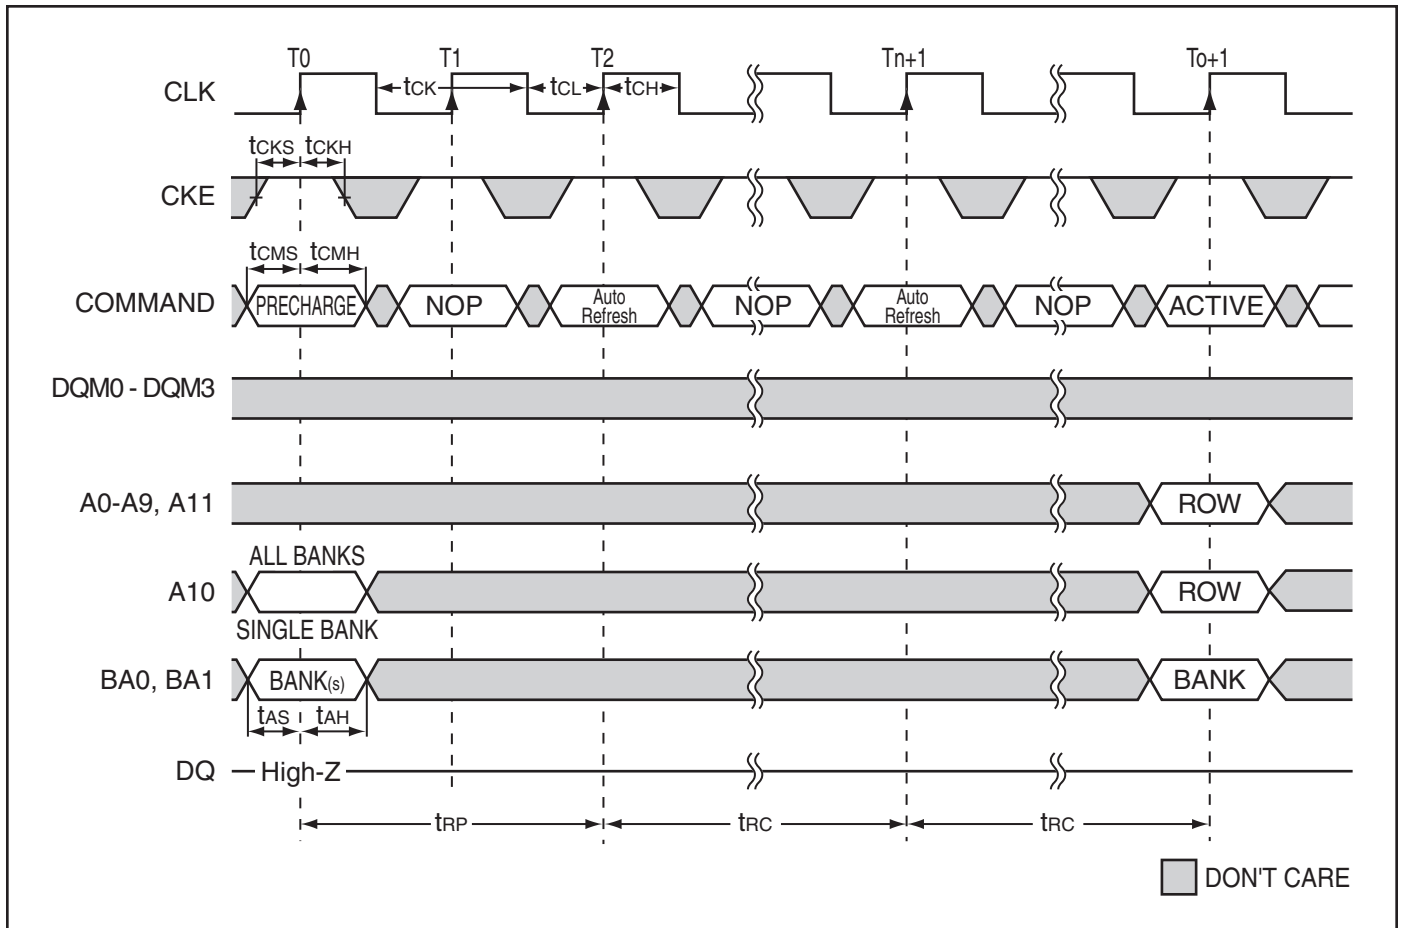 T0 T1 T2 Tn+1 To+1
CLK tCK tCL tCH
tCKS tCKH
CKE
tCMS tCMH
COMMAND PRECHARGE NOP Auto Refresh NOP Auto Refresh NOP ACTIVE
DQM0 - DQM3
A0-A9, A11 ROW
ALL BANKS
A10 ROW
SINGLE BANK
BA0, BA1 BANK(s) BANK
tAS tAH
DQ High-Z
tRP tRC tRC
DON'T CARE